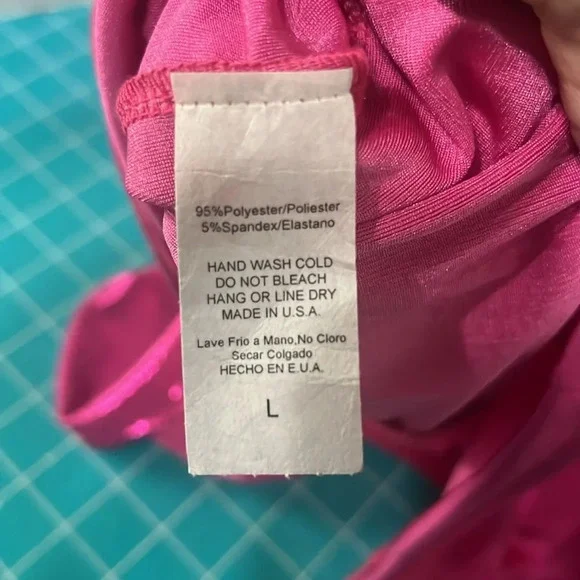 95%Polyester/Poliester
5%Spandex/Elastano
HAND WASH COLD
DO NOT BLEACH
HANG OR LINE DRY
MADE IN U.S.A.
Lave Frio a Mano,No Cloro
Secar Colgado
HECHO EN E.U.A.
L